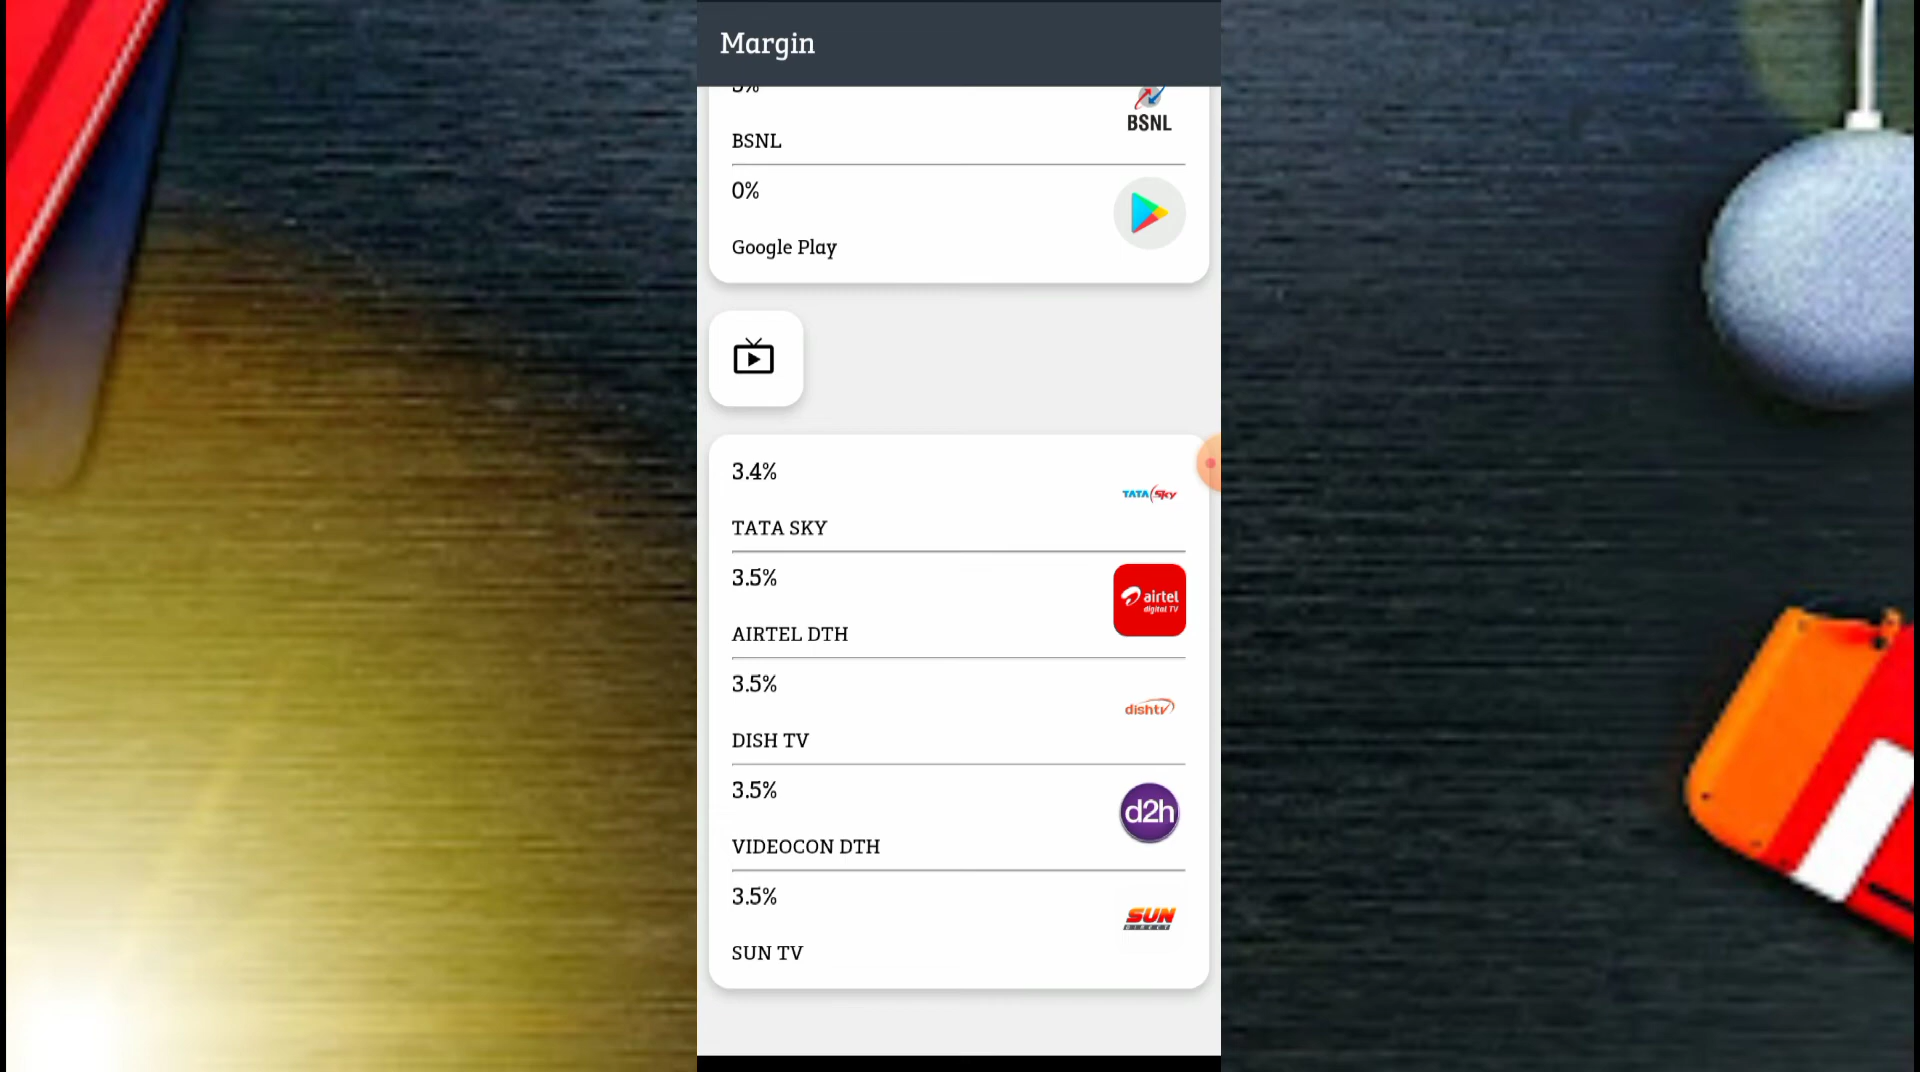 Margin
BSNL
BSNL
0%
Google Play
3.4%
TATA Sky
TATA SKY
3.5%
airtel
digital TV
AIRTEL DTH
3.5%
dishtv
DISH TV
3.5%
d2h
VIDEOCON DTH
3.5%
SUN
DIRECT
SUN TV